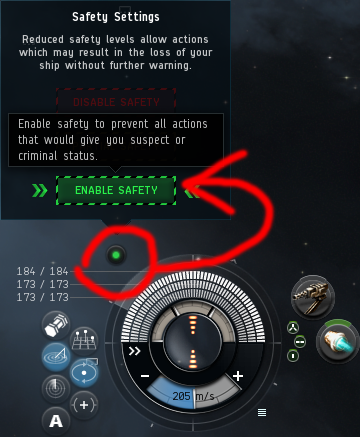 Safety Settings
Reduced safety levels allow actions
which may result in the loss of your
ship without further warning.
DISABLE SAFETY
Enable safety to prevent all actions
that would give you suspect or
criminal status.
ENABLE SAFETY
184 / 184
173 / 173
173 / 173
205 m/s
A